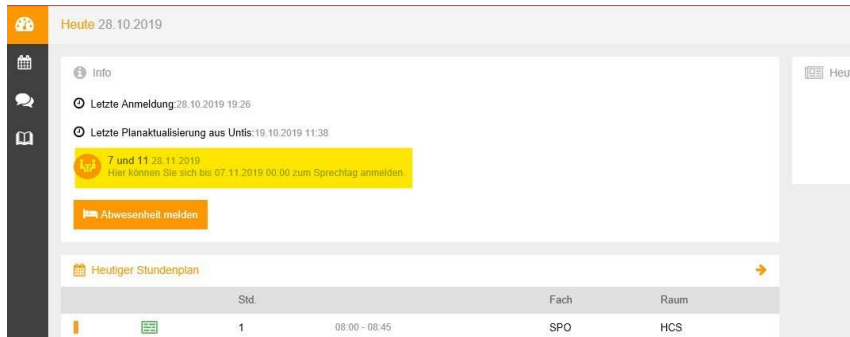 Heute 28.10.2019
Info
Heu
Letzte Anmeldung:28.10.2019 19:26
Letzte Planaktualisierung aus Untis:19.10.2019 11:38
7 und 11 28.11.2019
Hier können Sie sich bis 07.11.2019 00:00 zum Sprechtag anmelden.
Abwesenheit melden
Heutiger Stundenplan
Std. Fach Raum
1 08:00 - 08:45 SPO HCS